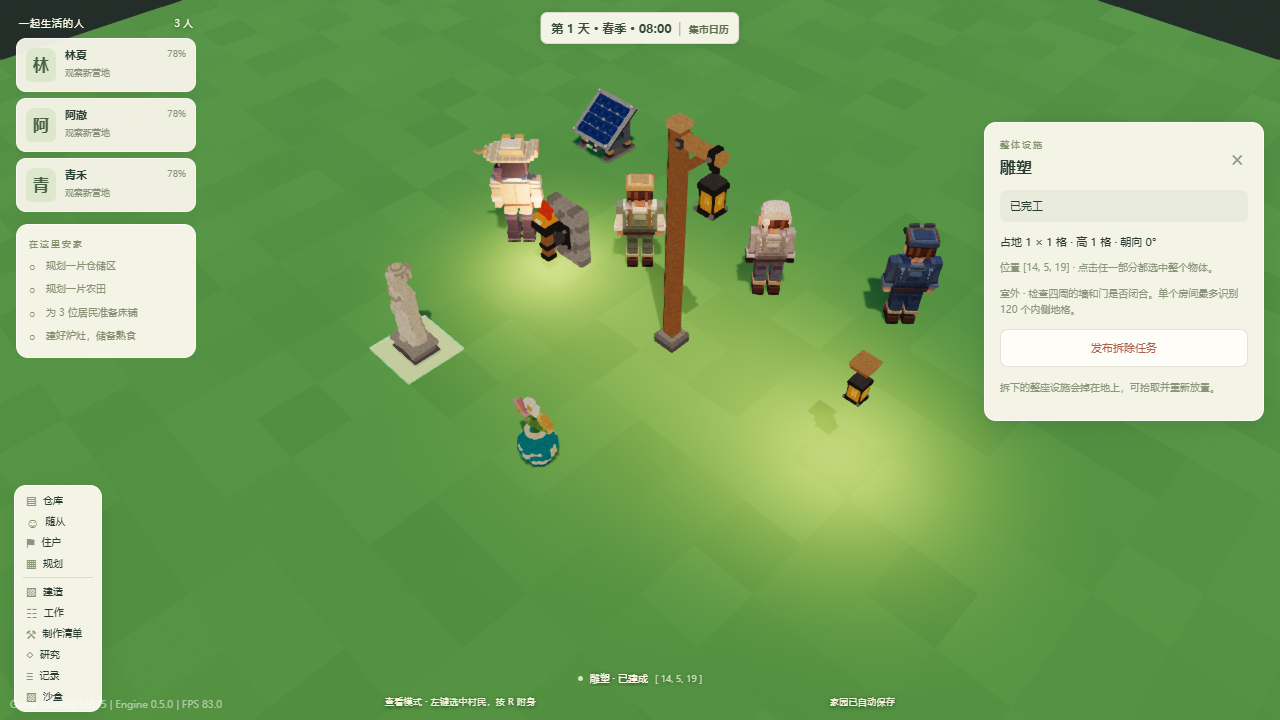 一起生活的人 3 人
林 林夏 78%
观察新营地
阿 阿澈 78%
观察新营地
青 青禾 78%
观察新营地
在这里安家
规划一片仓储区
规划一片农田
为 3 位居民准备床铺
建好炉灶，储备熟食
第 1 天 • 春季 • 08:00 | 集市日历
整体设施
雕塑
已完工
占地 1 × 1 格 · 高 1 格 · 朝向 0°
位置 [14, 5, 19] · 点击任一部分都选中整个物体。
室外 · 检查四周的墙和门是否闭合。单个房间最多识别
120 个内侧地格。
发布拆除任务
拆下的整座设施会掉在地上，可拾取并重新放置。
仓库
随从
住户
规划
建造
工作
制作清单
研究
记录
沙盒
| Engine 0.5.0 | FPS 83.0
雕塑 · 已建成 [ 14, 5, 19 ]
查看模式 · 左键选中村民，按 R 附身
家园已自动保存